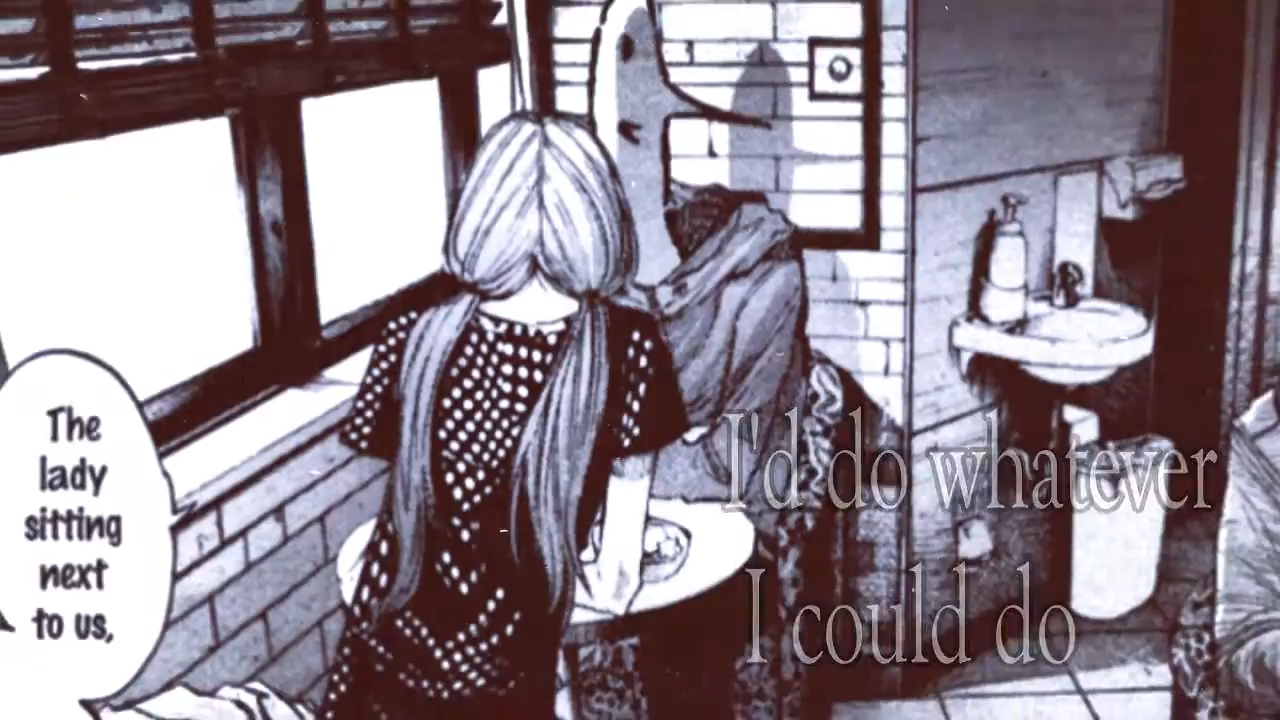 The
lady
sitting
next
to us,
I'd do whatever
I could do